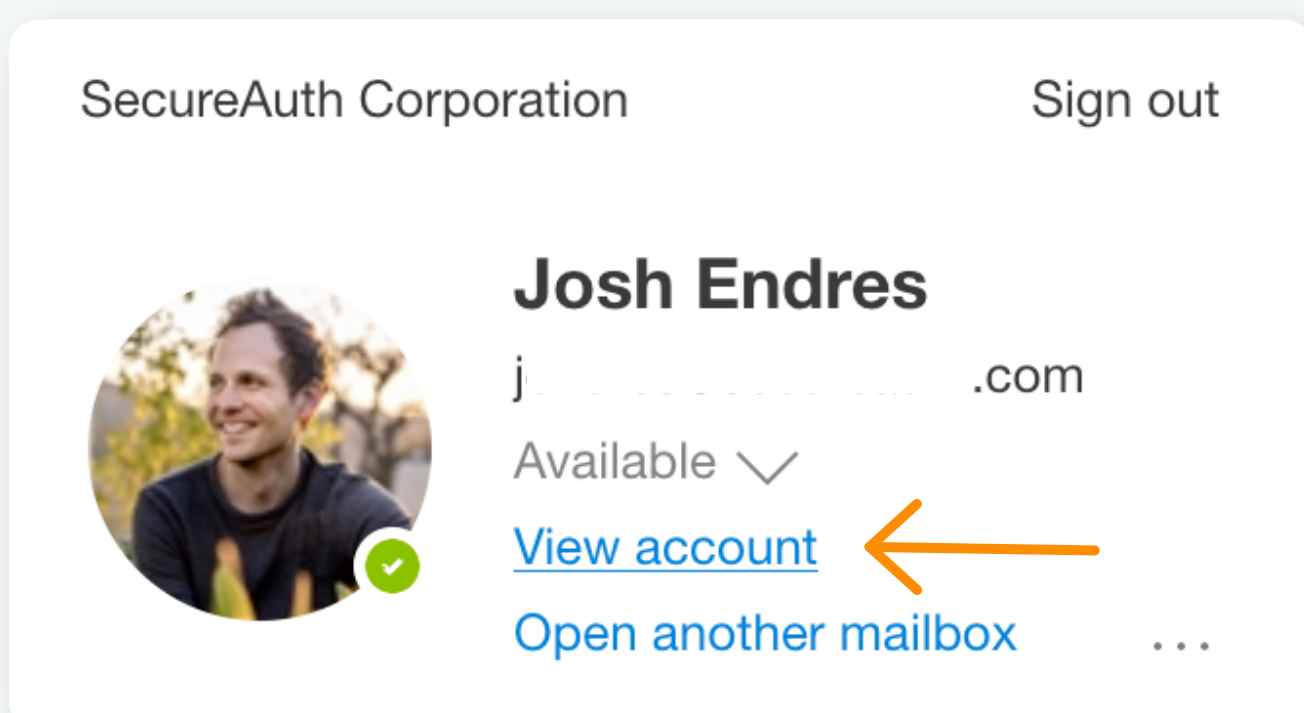 SecureAuth Corporation
Sign out
Josh Endres
.com
Available
View account
Open another mailbox
...